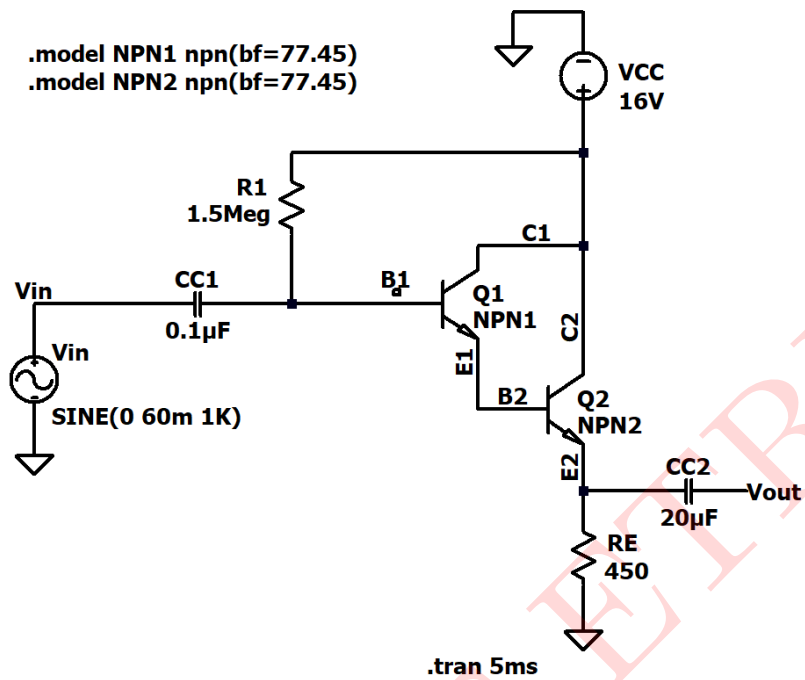 .model NPN1 npn(bf=77.45)
.model NPN2 npn(bf=77.45)
VCC
16V
R1
1.5Meg
C1
CC1
B1
Vin
Q1
NPN1
0.1µF
C2
Vin
E1
B2
Q2
NPN2
SINE(0 60m 1K)
E2
CC2
Vout
20µF
RE
450
.tran 5ms
ETR